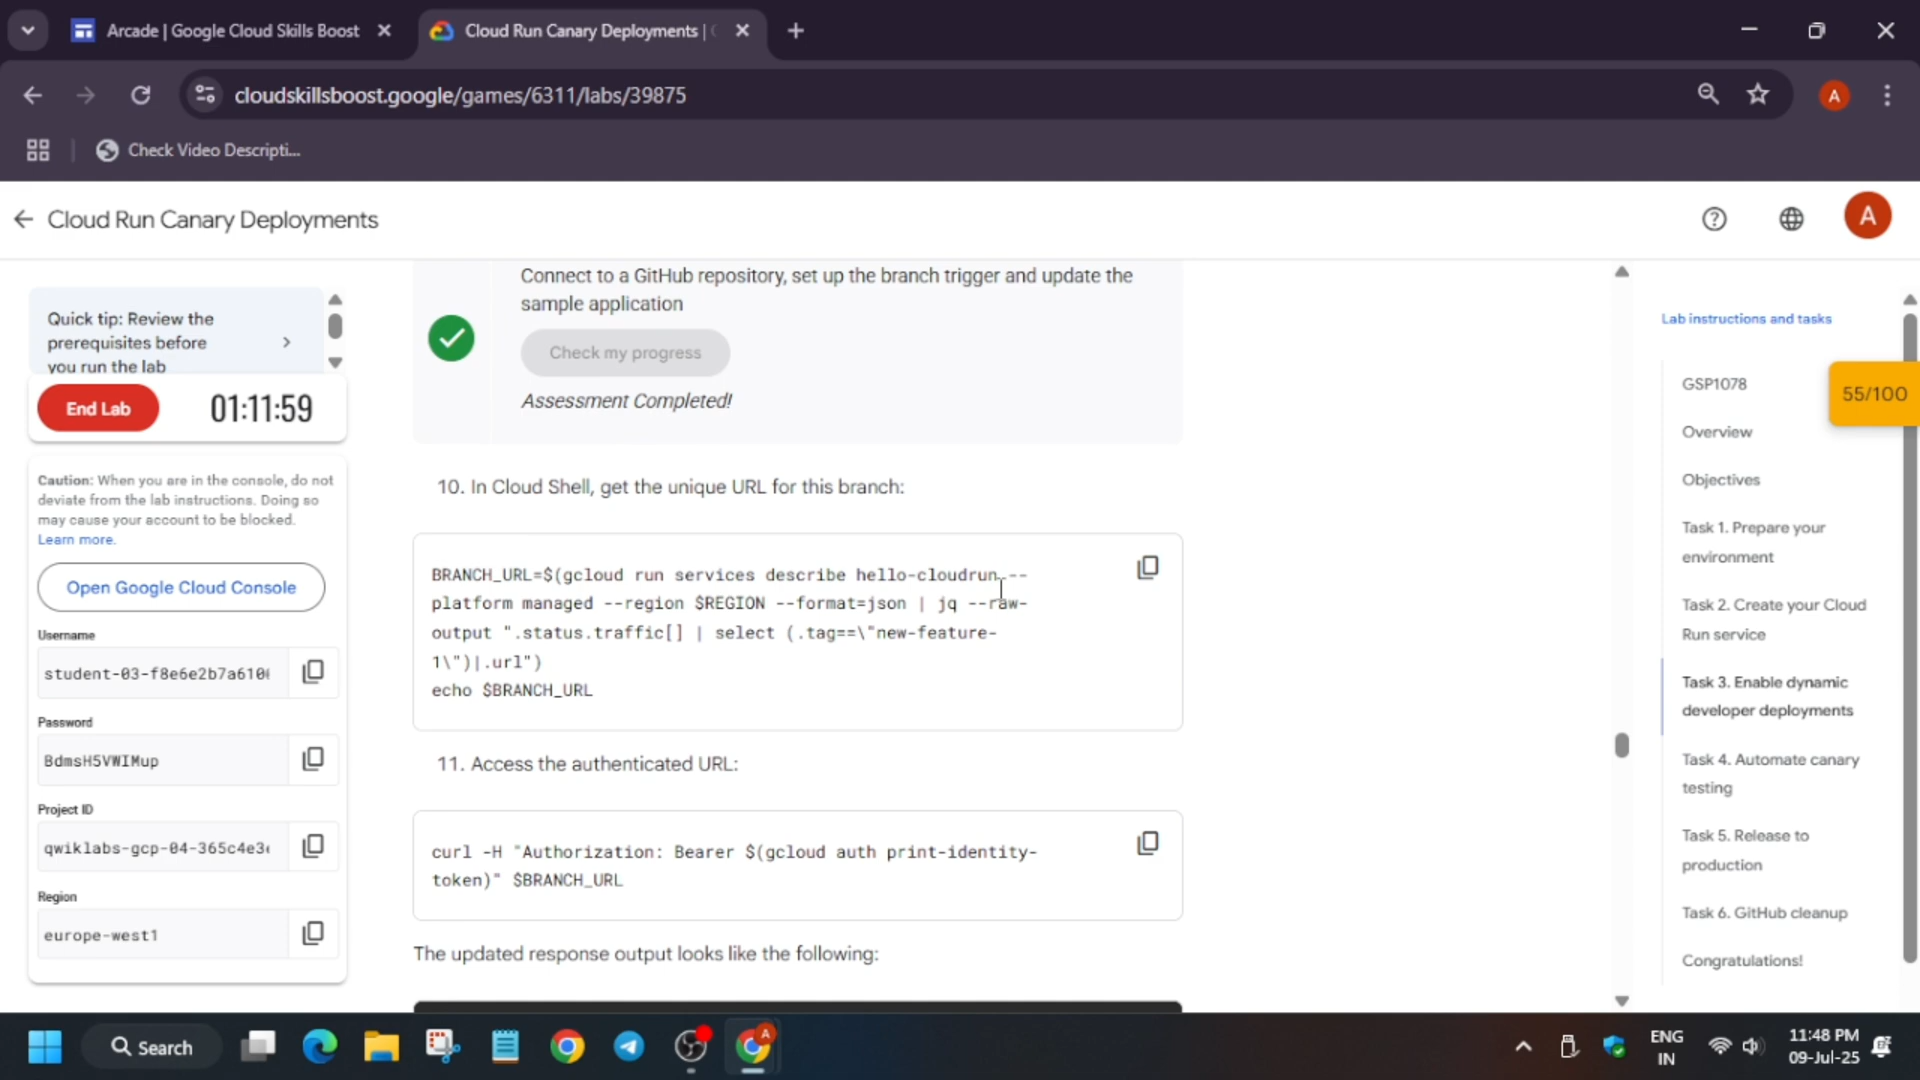 Arcade | Google Cloud Skills Boost
Cloud Run Canary Deployments |
cloudskillsboost.google/games/6311/labs/39875
A
Check Video Descripti...
Cloud Run Canary Deployments
A
Quick tip: Review the
prerequisites before
you run the lab
End Lab
01:11:59
Caution: When you are in the console, do not
deviate from the lab instructions. Doing so
may cause your account to be blocked.
Learn more.
Open Google Cloud Console
Username
student-03-f8e6e2b7a610
Password
BdmsH5VWIMup
Project ID
qwiklabs-gcp-04-365c4e3
Region
europe-west1
Connect to a GitHub repository, set up the branch trigger and update the
sample application
Check my progress
Assessment Completed!
10. In Cloud Shell, get the unique URL for this branch:
BRANCH_URL=$(gcloud run services describe hello-cloudrun --
platform managed --region $REGION --format=json | jq --raw-
output ".status.traffic[] | select (.tag==\"new-feature-
1\")|.url")
echo $BRANCH_URL
11. Access the authenticated URL:
curl -H "Authorization: Bearer $(gcloud auth print-identity-
token)" $BRANCH_URL
The updated response output looks like the following:
Lab instructions and tasks
GSP1078
55/100
Overview
Objectives
Task 1. Prepare your
environment
Task 2. Create your Cloud
Run service
Task 3. Enable dynamic
developer deployments
Task 4. Automate canary
testing
Task 5. Release to
production
Task 6. GitHub cleanup
Congratulations!
Search
A
ENG
IN
11:48 PM
09-Jul-25